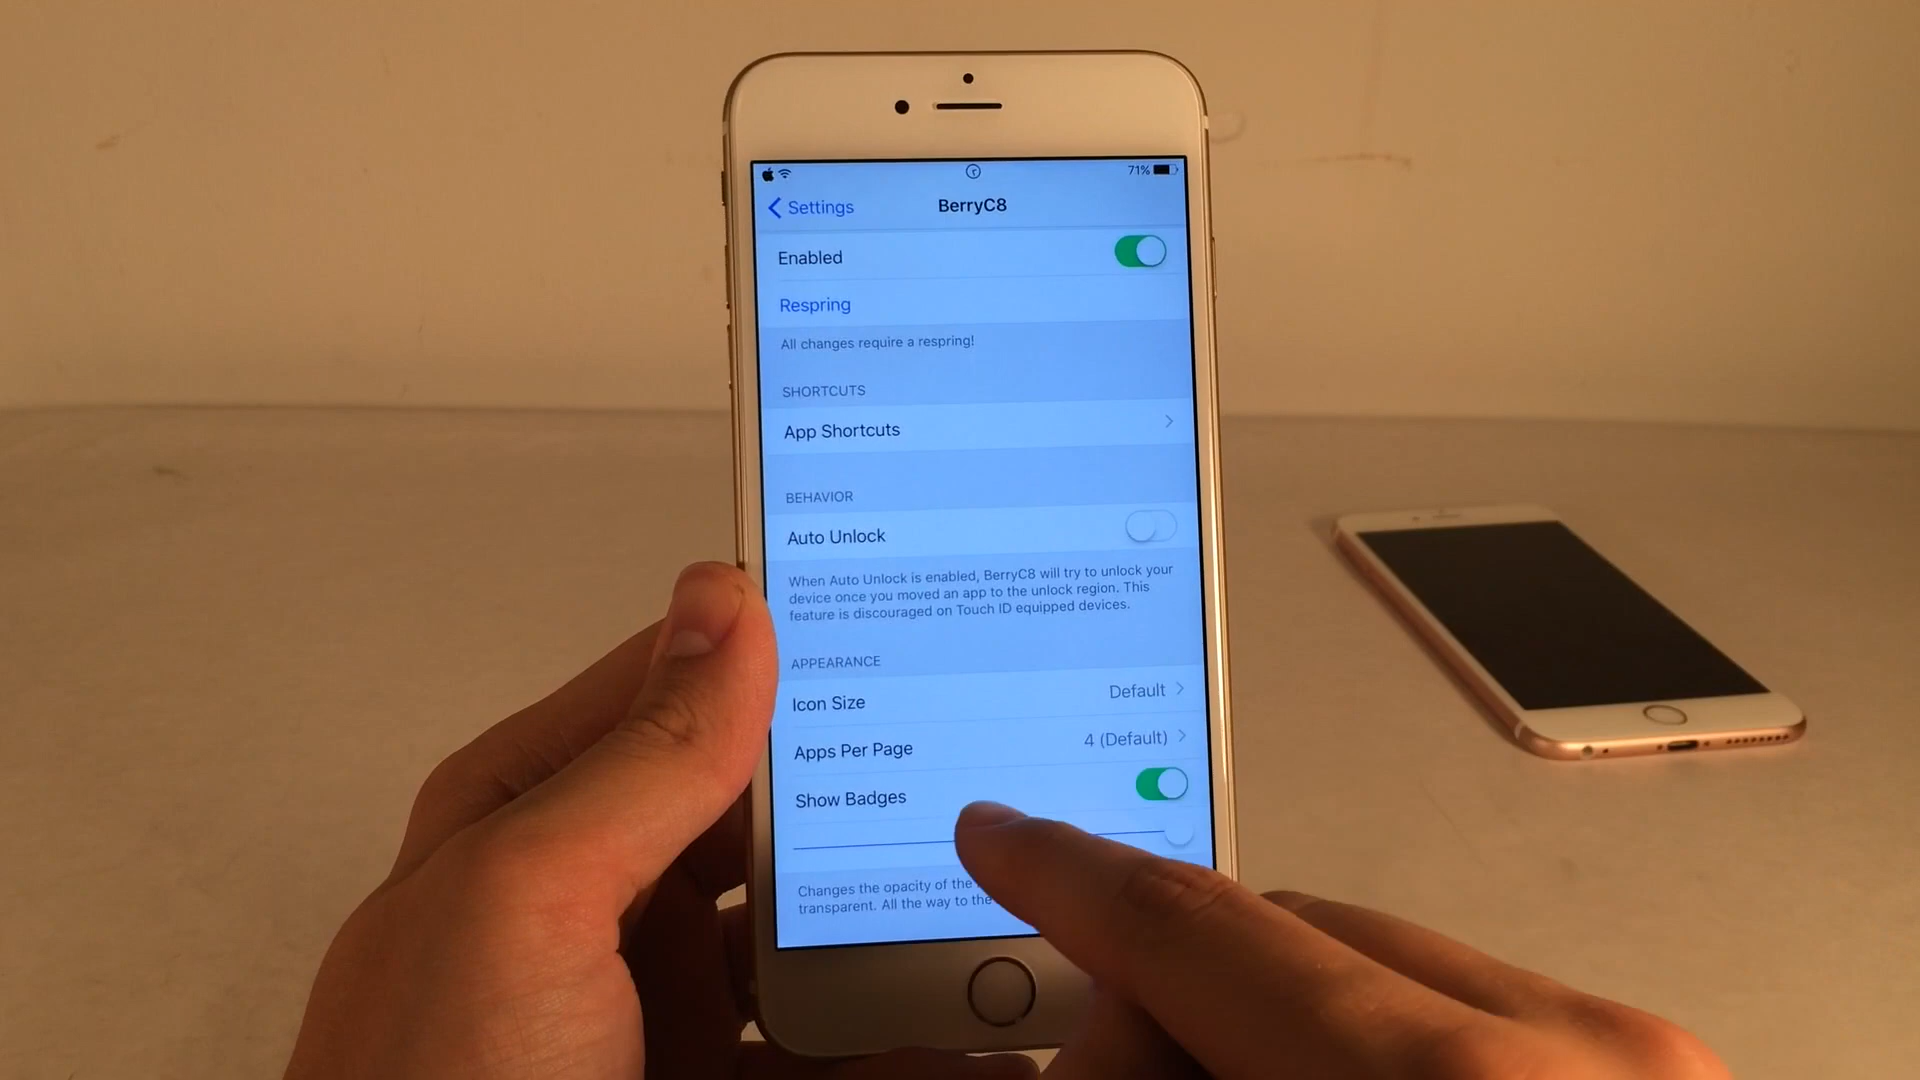 71%
Settings
BerryC8
Enabled
Respring
All changes require a respring!
SHORTCUTS
App Shortcuts
BEHAVIOR
Auto Unlock
When Auto Unlock is enabled, BerryC8 will try to unlock your
device once you moved an app to the unlock region. This
feature is discouraged on Touch ID equipped devices.
APPEARANCE
Icon Size
Default
Apps Per Page
4 (Default)
Show Badges
Changes the opacity of the
transparent. All the way to the